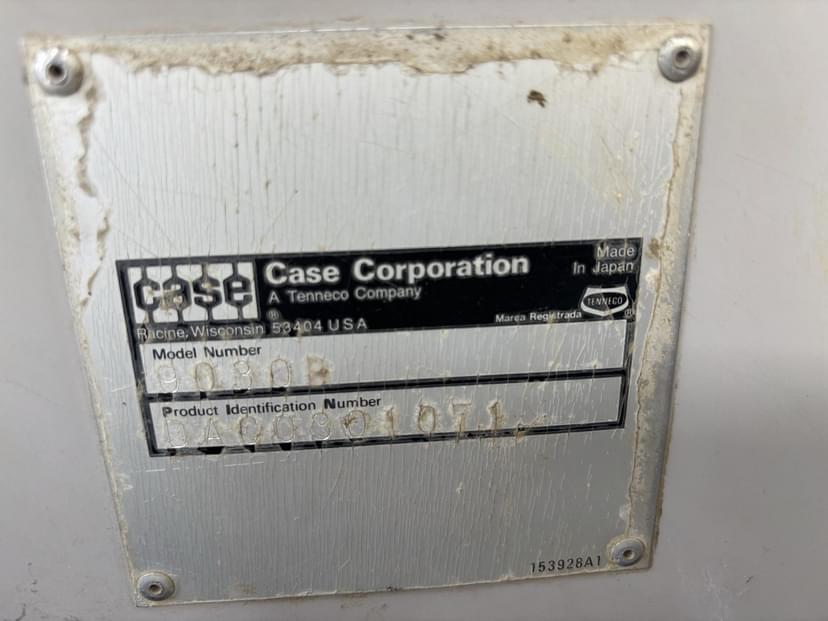 case
Case Corporation
A Tenneco Company
Made
In Japan
TENNECO
®
®
Racine, Wisconsin 53404 USA
Marca Registrada
Model Number
9030B
Product Identification Number
DAC0901071
153928A1